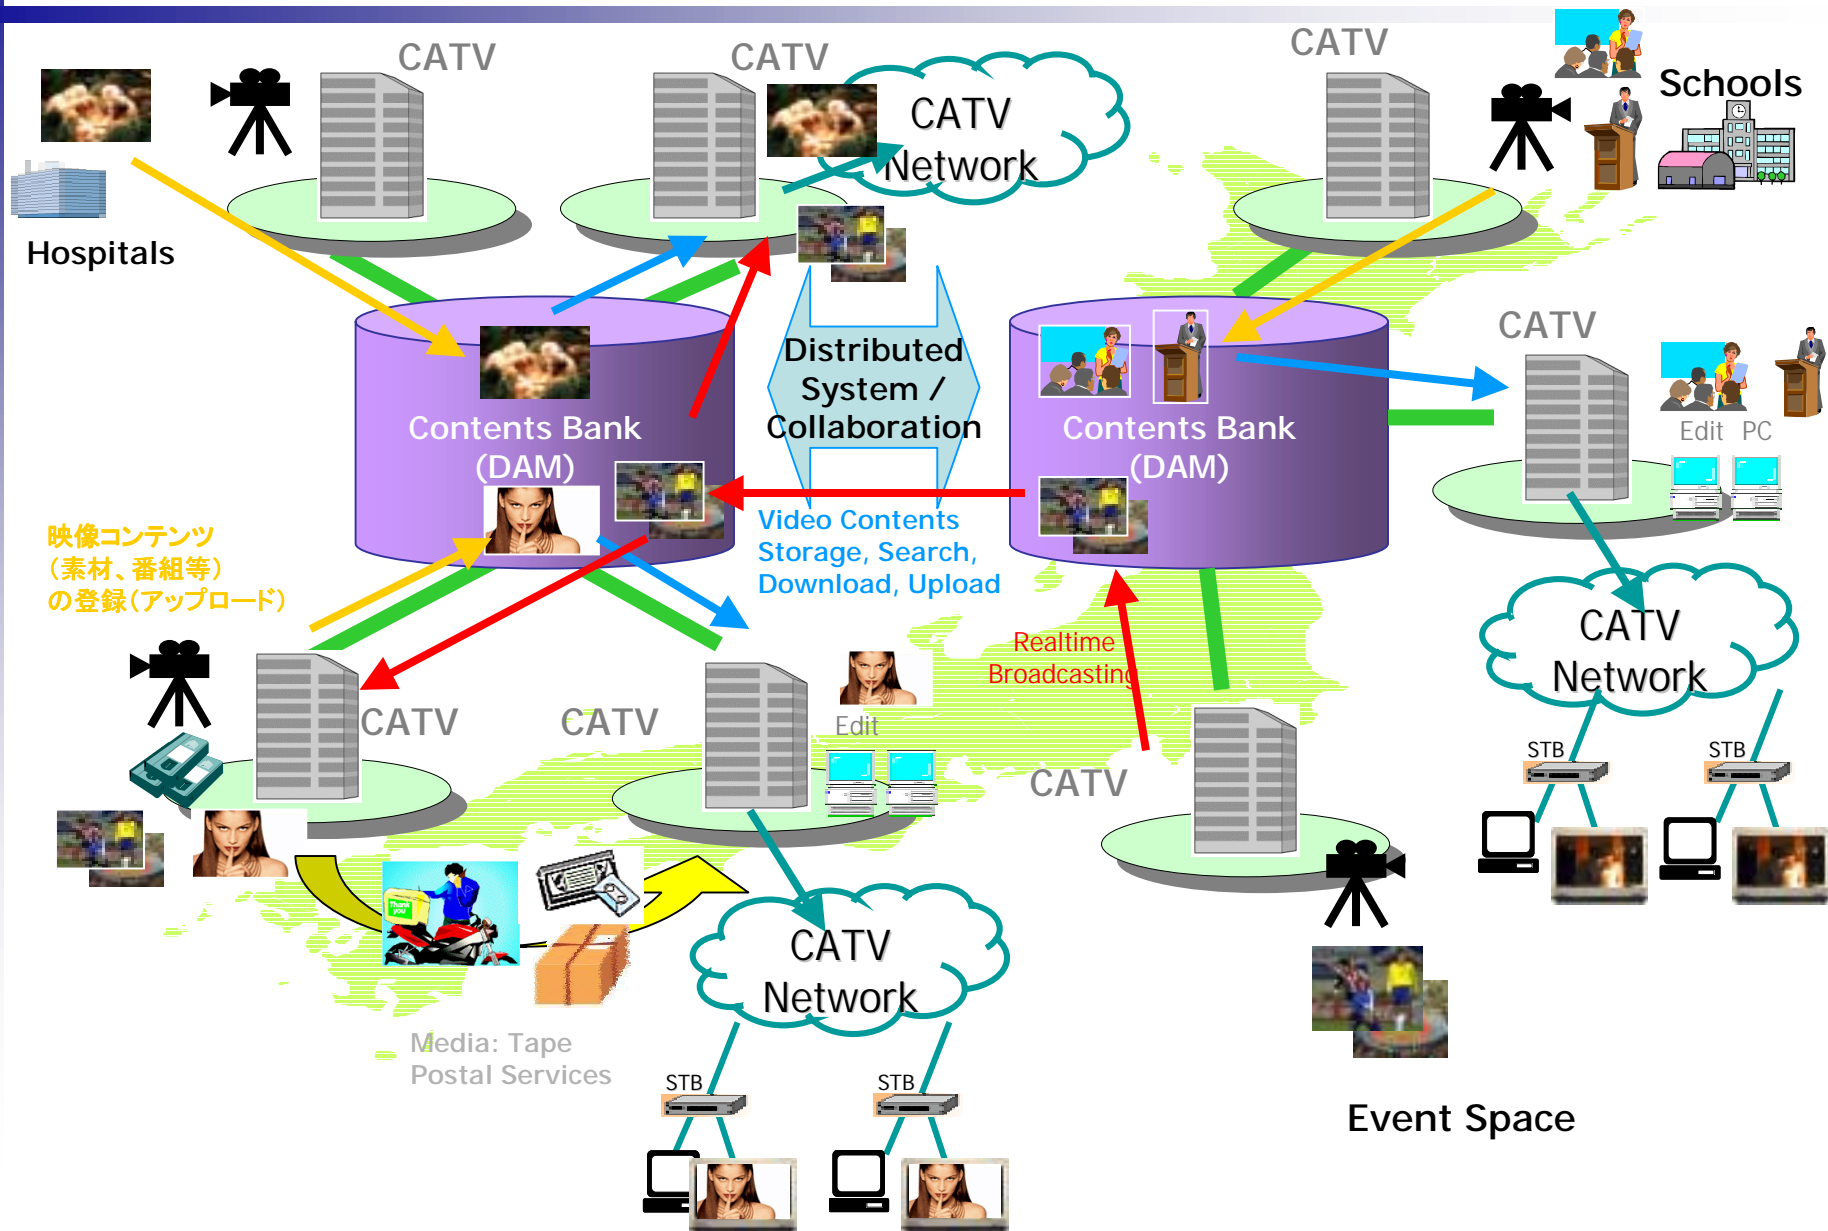 CATV
CATV
CATV
CATV
Network
Schools
Hospitals
CATV
Distributed
System /
Collaboration
Contents Bank
(DAM)
Contents Bank
(DAM)
Edit PC
Video Contents
Storage, Search,
Download, Upload
映像コンテンツ
（素材、番組等）
の登録（アップロード）
Realtime
Broadcasting
CATV
Network
CATV
CATV
Edit
CATV
STB
STB
Thank
you
CATV
Network
Media: Tape
Postal Services
STB
STB
Event Space